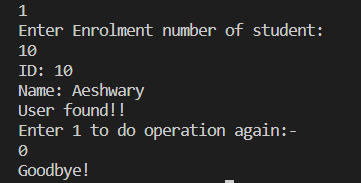 1
Enter Enrolment number of student:
10
ID: 10
Name: Aeshwary
User found!!
Enter 1 to do operation again:-
0
Goodbye!